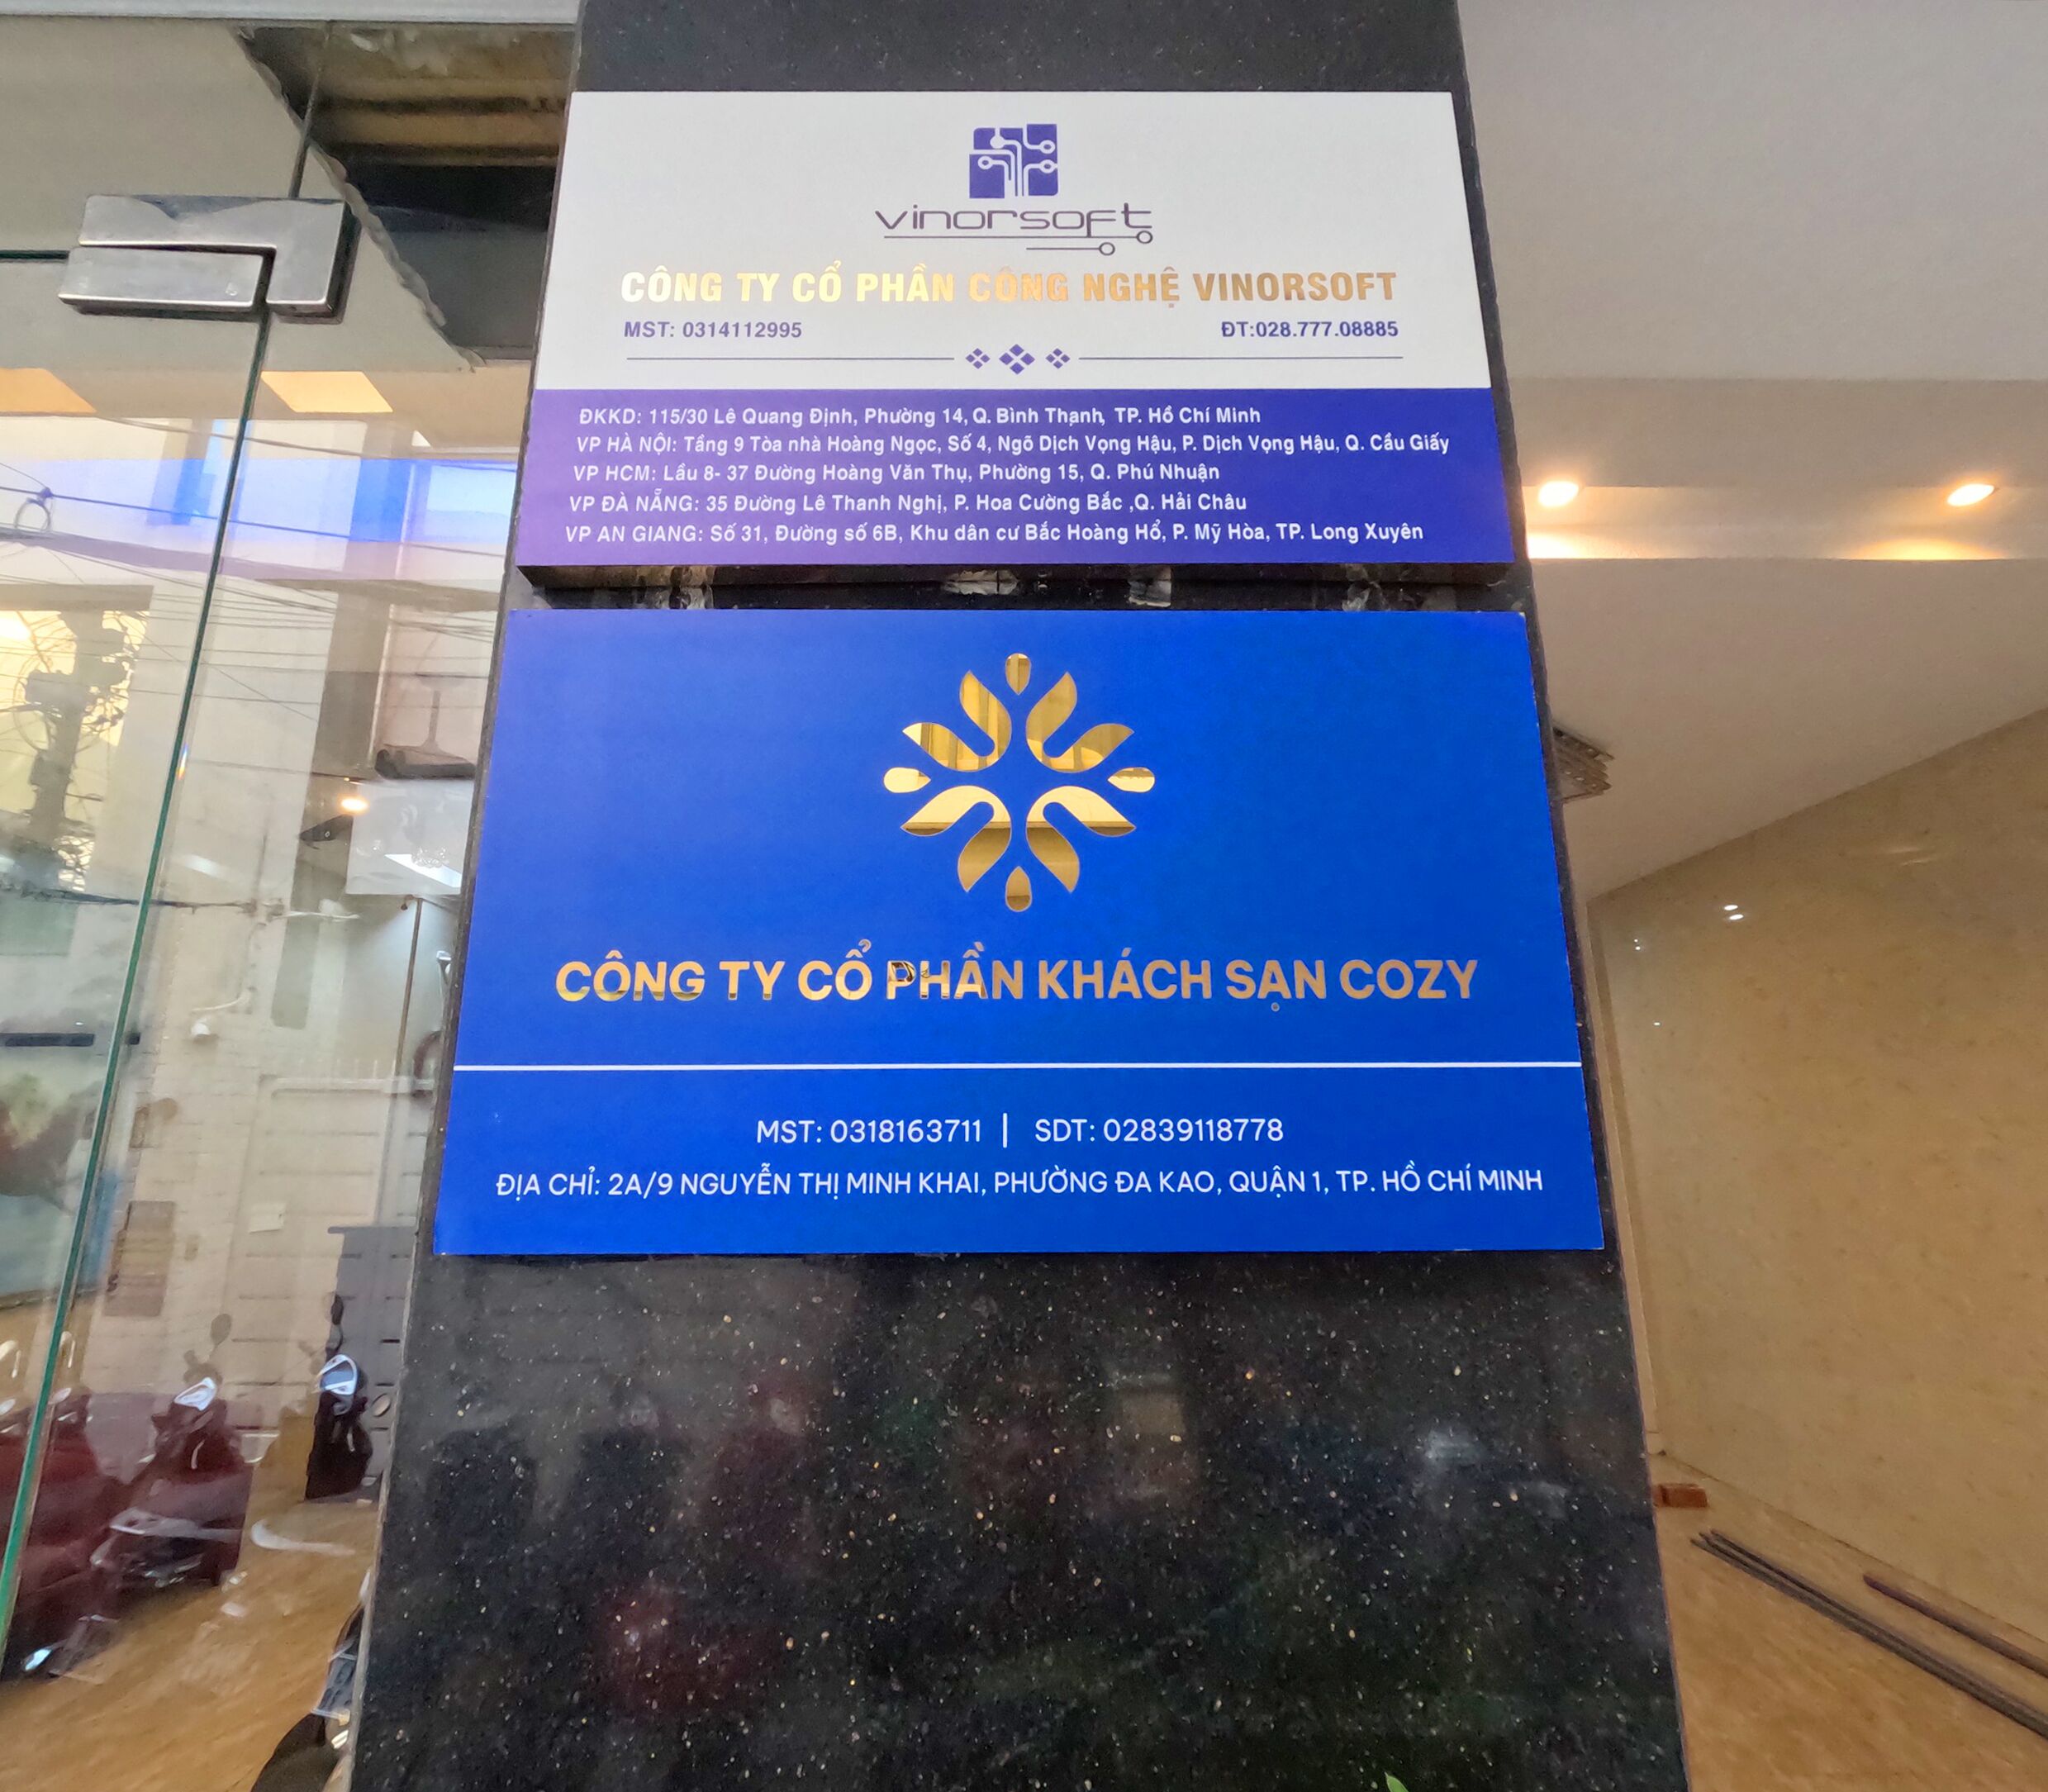 vinorsoft
CÔNG TY CỔ PHẦN CÔNG NGHỆ VINORSOFT
MST: 0314112995 ĐT:028.777.08885
ĐKKD: 115/30 Lê Quang Định, Phường 14, Q. Bình Thạnh, TP. Hồ Chí Minh
VP HÀ NỘI: Tầng 9 Tòa nhà Hoàng Ngọc, Số 4, Ngõ Dịch Vọng Hậu, P. Dịch Vọng Hậu, Q. Cầu Giấy
VP HCM: Lầu 8- 37 Đường Hoàng Văn Thụ, Phường 15, Q. Phú Nhuận
VP ĐÀ NẴNG: 35 Đường Lê Thanh Nghị, P. Hoa Cường Bắc ,Q. Hải Châu
VP AN GIANG: Số 31, Đường số 6B, Khu dân cư Bắc Hoàng Hổ, P. Mỹ Hòa, TP. Long Xuyên
CÔNG TY CỔ PHẦN KHÁCH SẠN COZY
MST: 0318163711 | SDT: 02839118778
ĐỊA CHỈ: 2A/9 NGUYỄN THỊ MINH KHAI, PHƯỜNG ĐA KAO, QUẬN 1, TP. HỒ CHÍ MINH